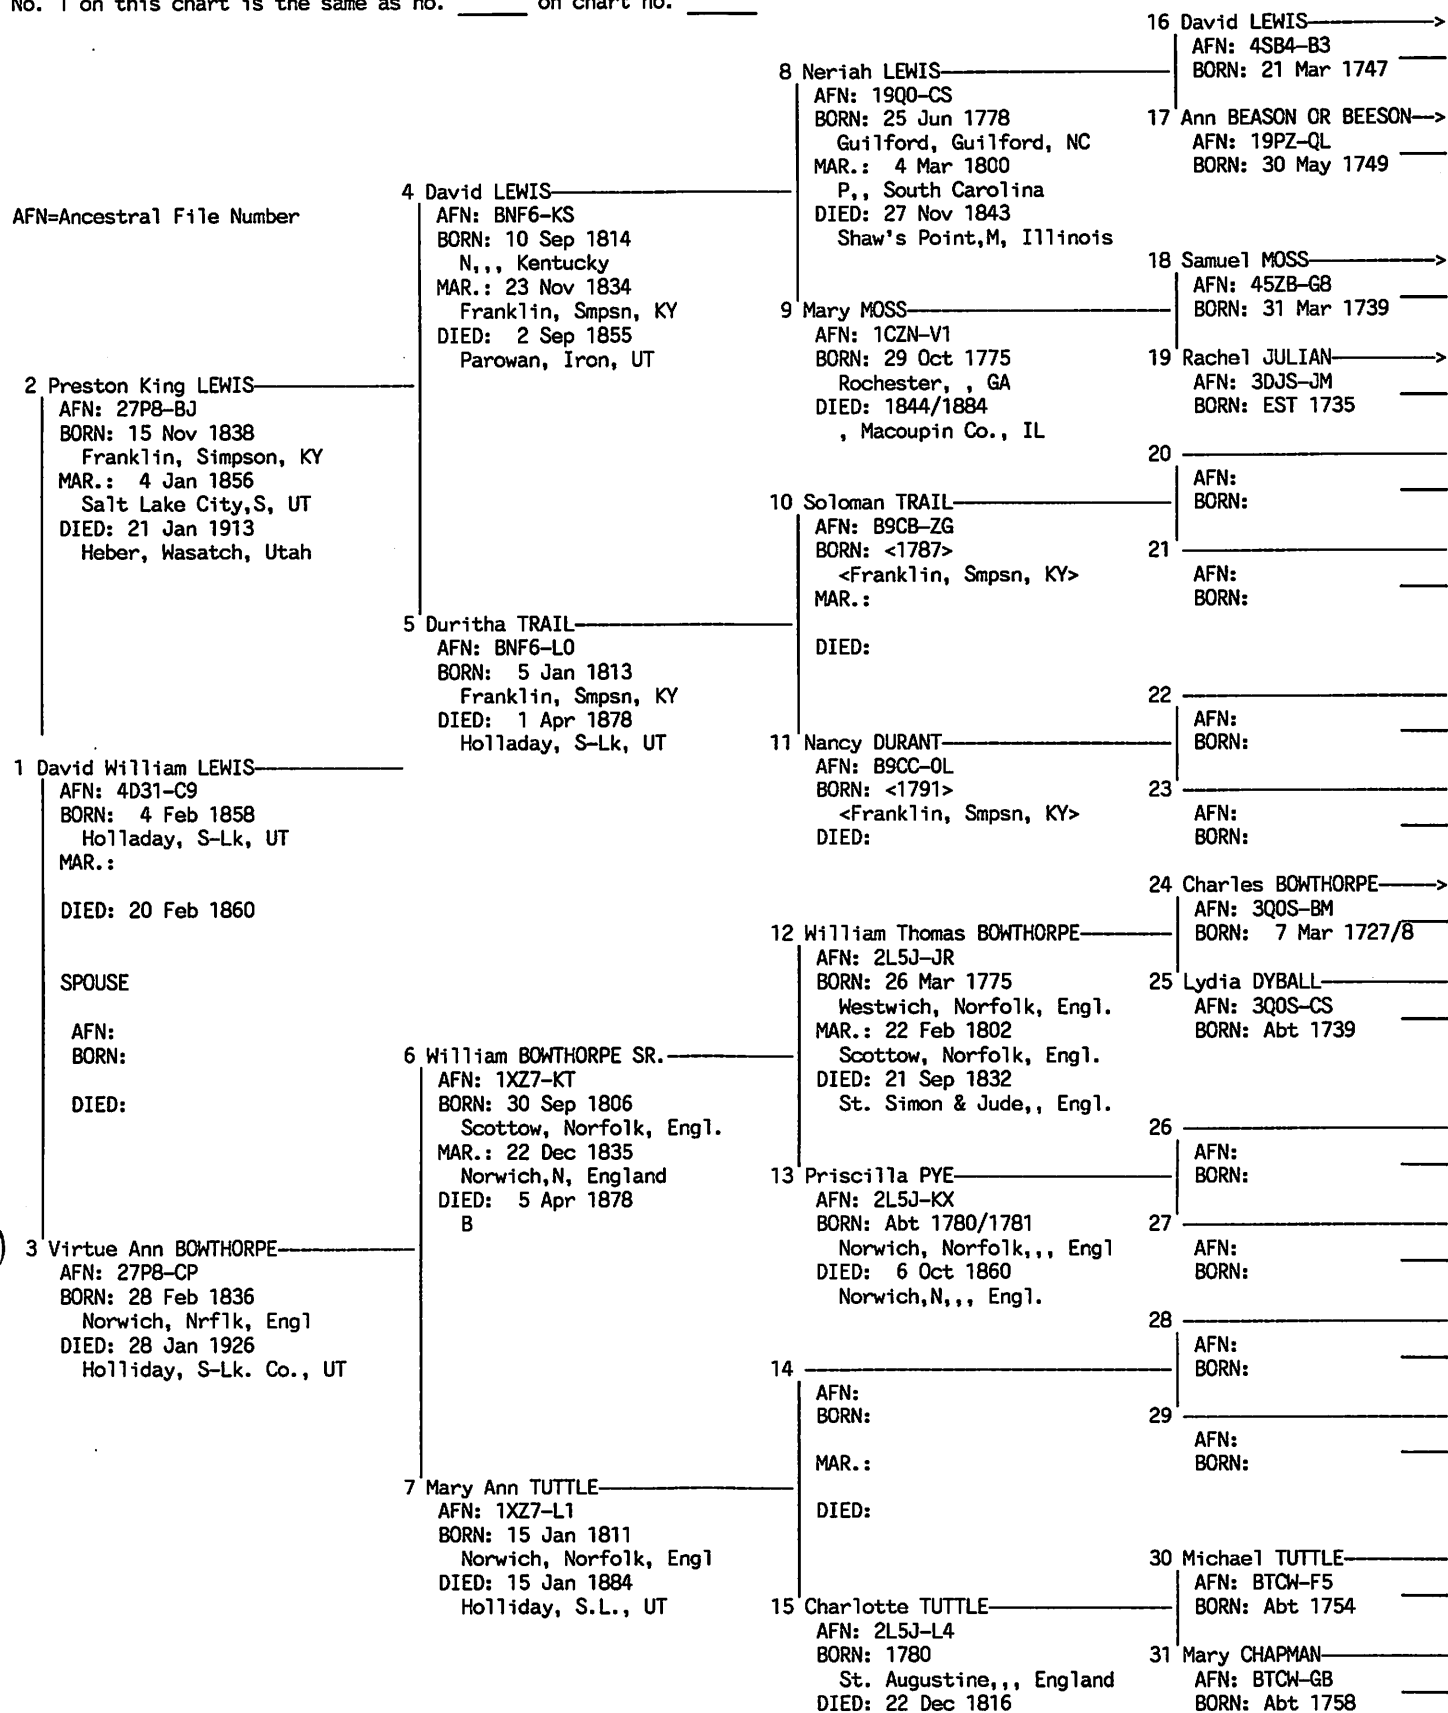 No. 1 on this chart is the same as no. _____ on chart no. _____
AFN=Ancestral File Number
1 David William LEWIS
AFN: 4D31-C9
BORN: 4 Feb 1858
Holladay, S-Lk, UT
MAR.:
DIED: 20 Feb 1860
SPOUSE
AFN:
BORN:
DIED:
2 Preston King LEWIS
AFN: 27P8-BJ
BORN: 15 Nov 1838
Franklin, Simpson, KY
MAR.: 4 Jan 1856
Salt Lake City,S, UT
DIED: 21 Jan 1913
Heber, Wasatch, Utah
3 Virtue Ann BOWTHORPE
AFN: 27P8-CP
BORN: 28 Feb 1836
Norwich, Nrflk, Engl
DIED: 28 Jan 1926
Holliday, S-Lk. Co., UT
4 David LEWIS
AFN: BNF6-KS
BORN: 10 Sep 1814
N,,, Kentucky
MAR.: 23 Nov 1834
Franklin, Smpsn, KY
DIED: 2 Sep 1855
Parowan, Iron, UT
5 Duritha TRAIL
AFN: BNF6-L0
BORN: 5 Jan 1813
Franklin, Smpsn, KY
DIED: 1 Apr 1878
Holladay, S-Lk, UT
6 William BOWTHORPE SR.
AFN: 1XZ7-KT
BORN: 30 Sep 1806
Scottow, Norfolk, Engl.
MAR.: 22 Dec 1835
Norwich,N, England
DIED: 5 Apr 1878
B
7 Mary Ann TUTTLE
AFN: 1XZ7-L1
BORN: 15 Jan 1811
Norwich, Norfolk, Engl
DIED: 15 Jan 1884
Holliday, S.L., UT
8 Neriah LEWIS
AFN: 19Q0-CS
BORN: 25 Jun 1778
Guilford, Guilford, NC
MAR.: 4 Mar 1800
P,, South Carolina
DIED: 27 Nov 1843
Shaw's Point,M, Illinois
9 Mary MOSS
AFN: 1CZN-V1
BORN: 29 Oct 1775
Rochester, , GA
DIED: 1844/1884
, Macoupin Co., IL
10 Soloman TRAIL
AFN: B9CB-ZG
BORN: <1787>
<Franklin, Smpsn, KY>
MAR.:
DIED:
11 Nancy DURANT
AFN: B9CC-0L
BORN: <1791>
<Franklin, Smpsn, KY>
DIED:
12 William Thomas BOWTHORPE
AFN: 2L5J-JR
BORN: 26 Mar 1775
Westwich, Norfolk, Engl.
MAR.: 22 Feb 1802
Scottow, Norfolk, Engl.
DIED: 21 Sep 1832
St. Simon & Jude,, Engl.
13 Priscilla PYE
AFN: 2L5J-KX
BORN: Abt 1780/1781
Norwich, Norfolk,,, Engl
DIED: 6 Oct 1860
Norwich,N,,, Engl.
14
AFN:
BORN:
MAR.:
DIED:
15 Charlotte TUTTLE
AFN: 2L5J-L4
BORN: 1780
St. Augustine,,, England
DIED: 22 Dec 1816
16 David LEWIS
AFN: 4SB4-B3
BORN: 21 Mar 1747
17 Ann BEASON OR BEESON
AFN: 19PZ-QL
BORN: 30 May 1749
18 Samuel MOSS
AFN: 45ZB-G8
BORN: 31 Mar 1739
19 Rachel JULIAN
AFN: 3DJS-JM
BORN: EST 1735
20
AFN:
BORN:
21
AFN:
BORN:
22
AFN:
BORN:
23
AFN:
BORN:
24 Charles BOWTHORPE
AFN: 3Q0S-BM
BORN: 7 Mar 1727/8
25 Lydia DYBALL
AFN: 3Q0S-CS
BORN: Abt 1739
26
AFN:
BORN:
27
AFN:
BORN:
28
AFN:
BORN:
29
AFN:
BORN:
30 Michael TUTTLE
AFN: BTCW-F5
BORN: Abt 1754
31 Mary CHAPMAN
AFN: BTCW-GB
BORN: Abt 1758